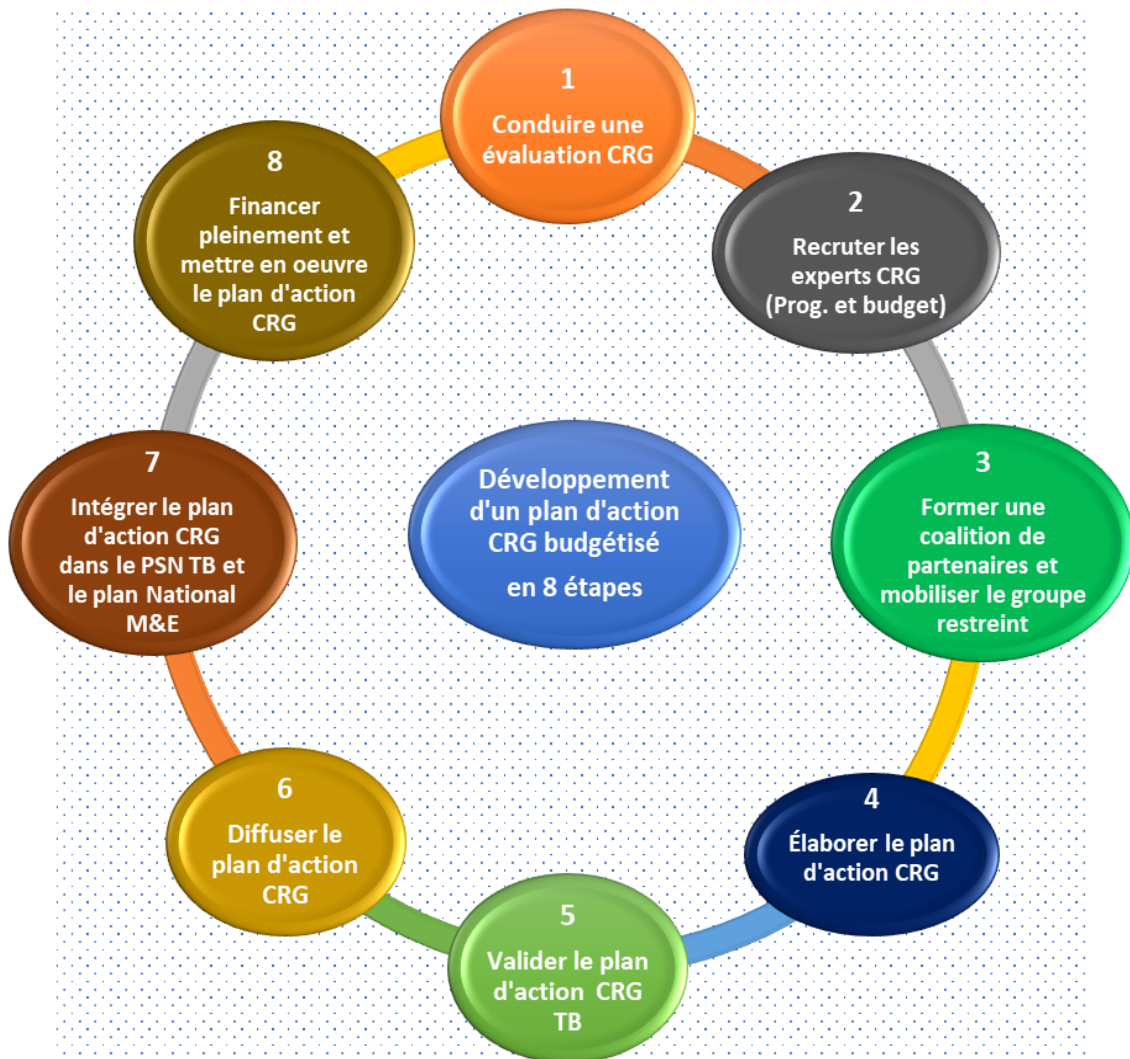 1
Conduire une
évaluation CRG
2
Recruter les
experts CRG
(Prog. et budget)
3
Former une
coalition de
partenaires et
mobiliser le groupe
restreint
4
Élaborer le plan
d'action CRG
5
Valider le plan
d'action CRG
TB
6
Diffuser le
plan d'action
CRG
7
Intégrer le plan
d'action CRG
dans le PSN TB et
le plan National
M&E
8
Financer
pleinement et
mettre en oeuvre
le plan d'action
CRG
Développement
d'un plan d'action
CRG budgétisé
en 8 étapes